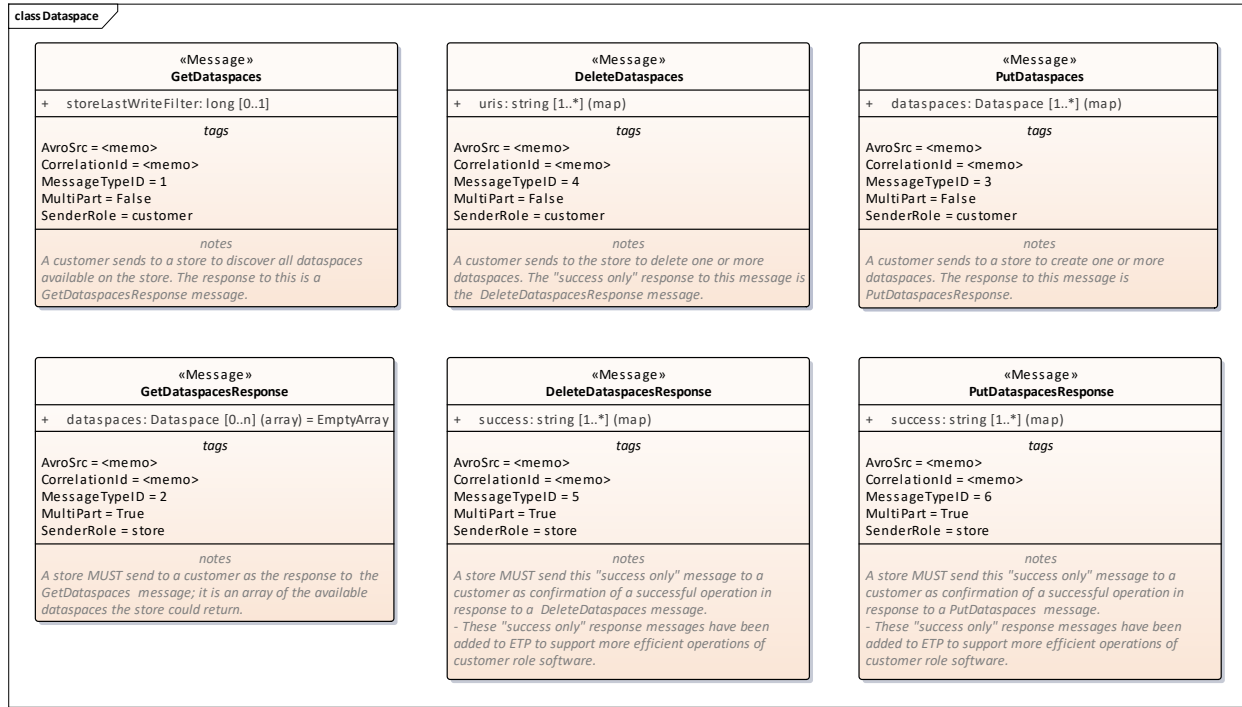 class Dataspace
«Message»
GetDataspaces
+ storeLastWriteFilter: long [0..1]
tags
AvroSrc = <memo>
CorrelationId = <memo>
MessageTypeID = 1
MultiPart = False
SenderRole = customer
notes
A customer sends to a store to discover all dataspaces
available on the store. The response to this is a
GetDataspacesResponse message.
«Message»
DeleteDataspaces
+ uris: string [1..*] (map)
tags
AvroSrc = <memo>
CorrelationId = <memo>
MessageTypeID = 4
MultiPart = False
SenderRole = customer
notes
A customer sends to the store to delete one or more
dataspaces. The "success only" response to this message is
the DeleteDataspacesResponse message.
«Message»
PutDataspaces
+ dataspaces: Dataspace [1..*] (map)
tags
AvroSrc = <memo>
CorrelationId = <memo>
MessageTypeID = 3
MultiPart = False
SenderRole = customer
notes
A customer sends to a store to create one or more
dataspaces. The response to this message is
PutDataspacesResponse.
«Message»
GetDataspacesResponse
+ dataspaces: Dataspace [0..n] (array) = EmptyArray
tags
AvroSrc = <memo>
CorrelationId = <memo>
MessageTypeID = 2
MultiPart = True
SenderRole = store
notes
A store MUST send to a customer as the response to the
GetDataspaces message; it is an array of the available
dataspaces the store could return.
«Message»
DeleteDataspacesResponse
+ success: string [1..*] (map)
tags
AvroSrc = <memo>
CorrelationId = <memo>
MessageTypeID = 5
MultiPart = True
SenderRole = store
notes
A store MUST send this "success only" message to a
customer as confirmation of a successful operation in
response to a DeleteDataspaces message.
- These "success only" response messages have been
added to ETP to support more efficient operations of
customer role software.
«Message»
PutDataspacesResponse
+ success: string [1..*] (map)
tags
AvroSrc = <memo>
CorrelationId = <memo>
MessageTypeID = 6
MultiPart = True
SenderRole = store
notes
A store MUST send this "success only" message to a
customer as confirmation of a successful operation in
response to a PutDataspaces message.
- These "success only" response messages have been
added to ETP to support more efficient operations of
customer role software.